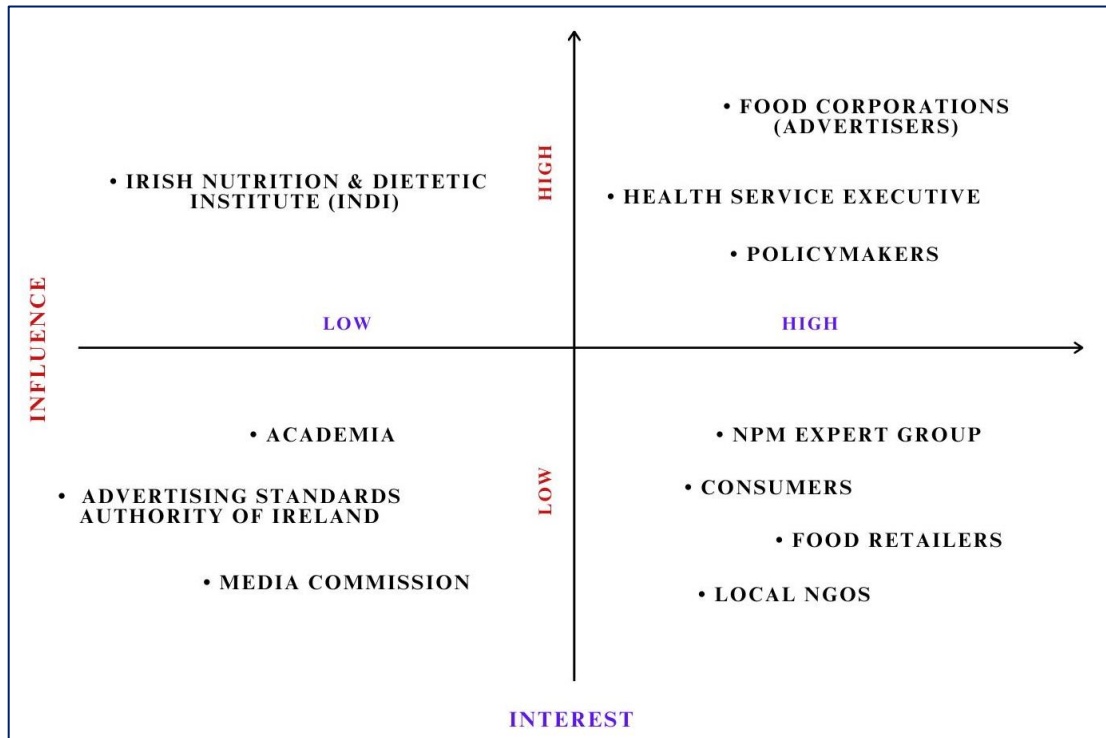 • FOOD CORPORATIONS
(ADVERTISERS)
HIGH
• IRISH NUTRITION & DIETETIC
INSTITUTE (INDI)
• HEALTH SERVICE EXECUTIVE
• POLICYMAKERS
LOW
HIGH
INFLUENCE
• ACADEMIA
• NPM EXPERT GROUP
LOW
• ADVERTISING STANDARDS
AUTHORITY OF IRELAND
• CONSUMERS
• FOOD RETAILERS
• MEDIA COMMISSION
• LOCAL NGOS
INTEREST